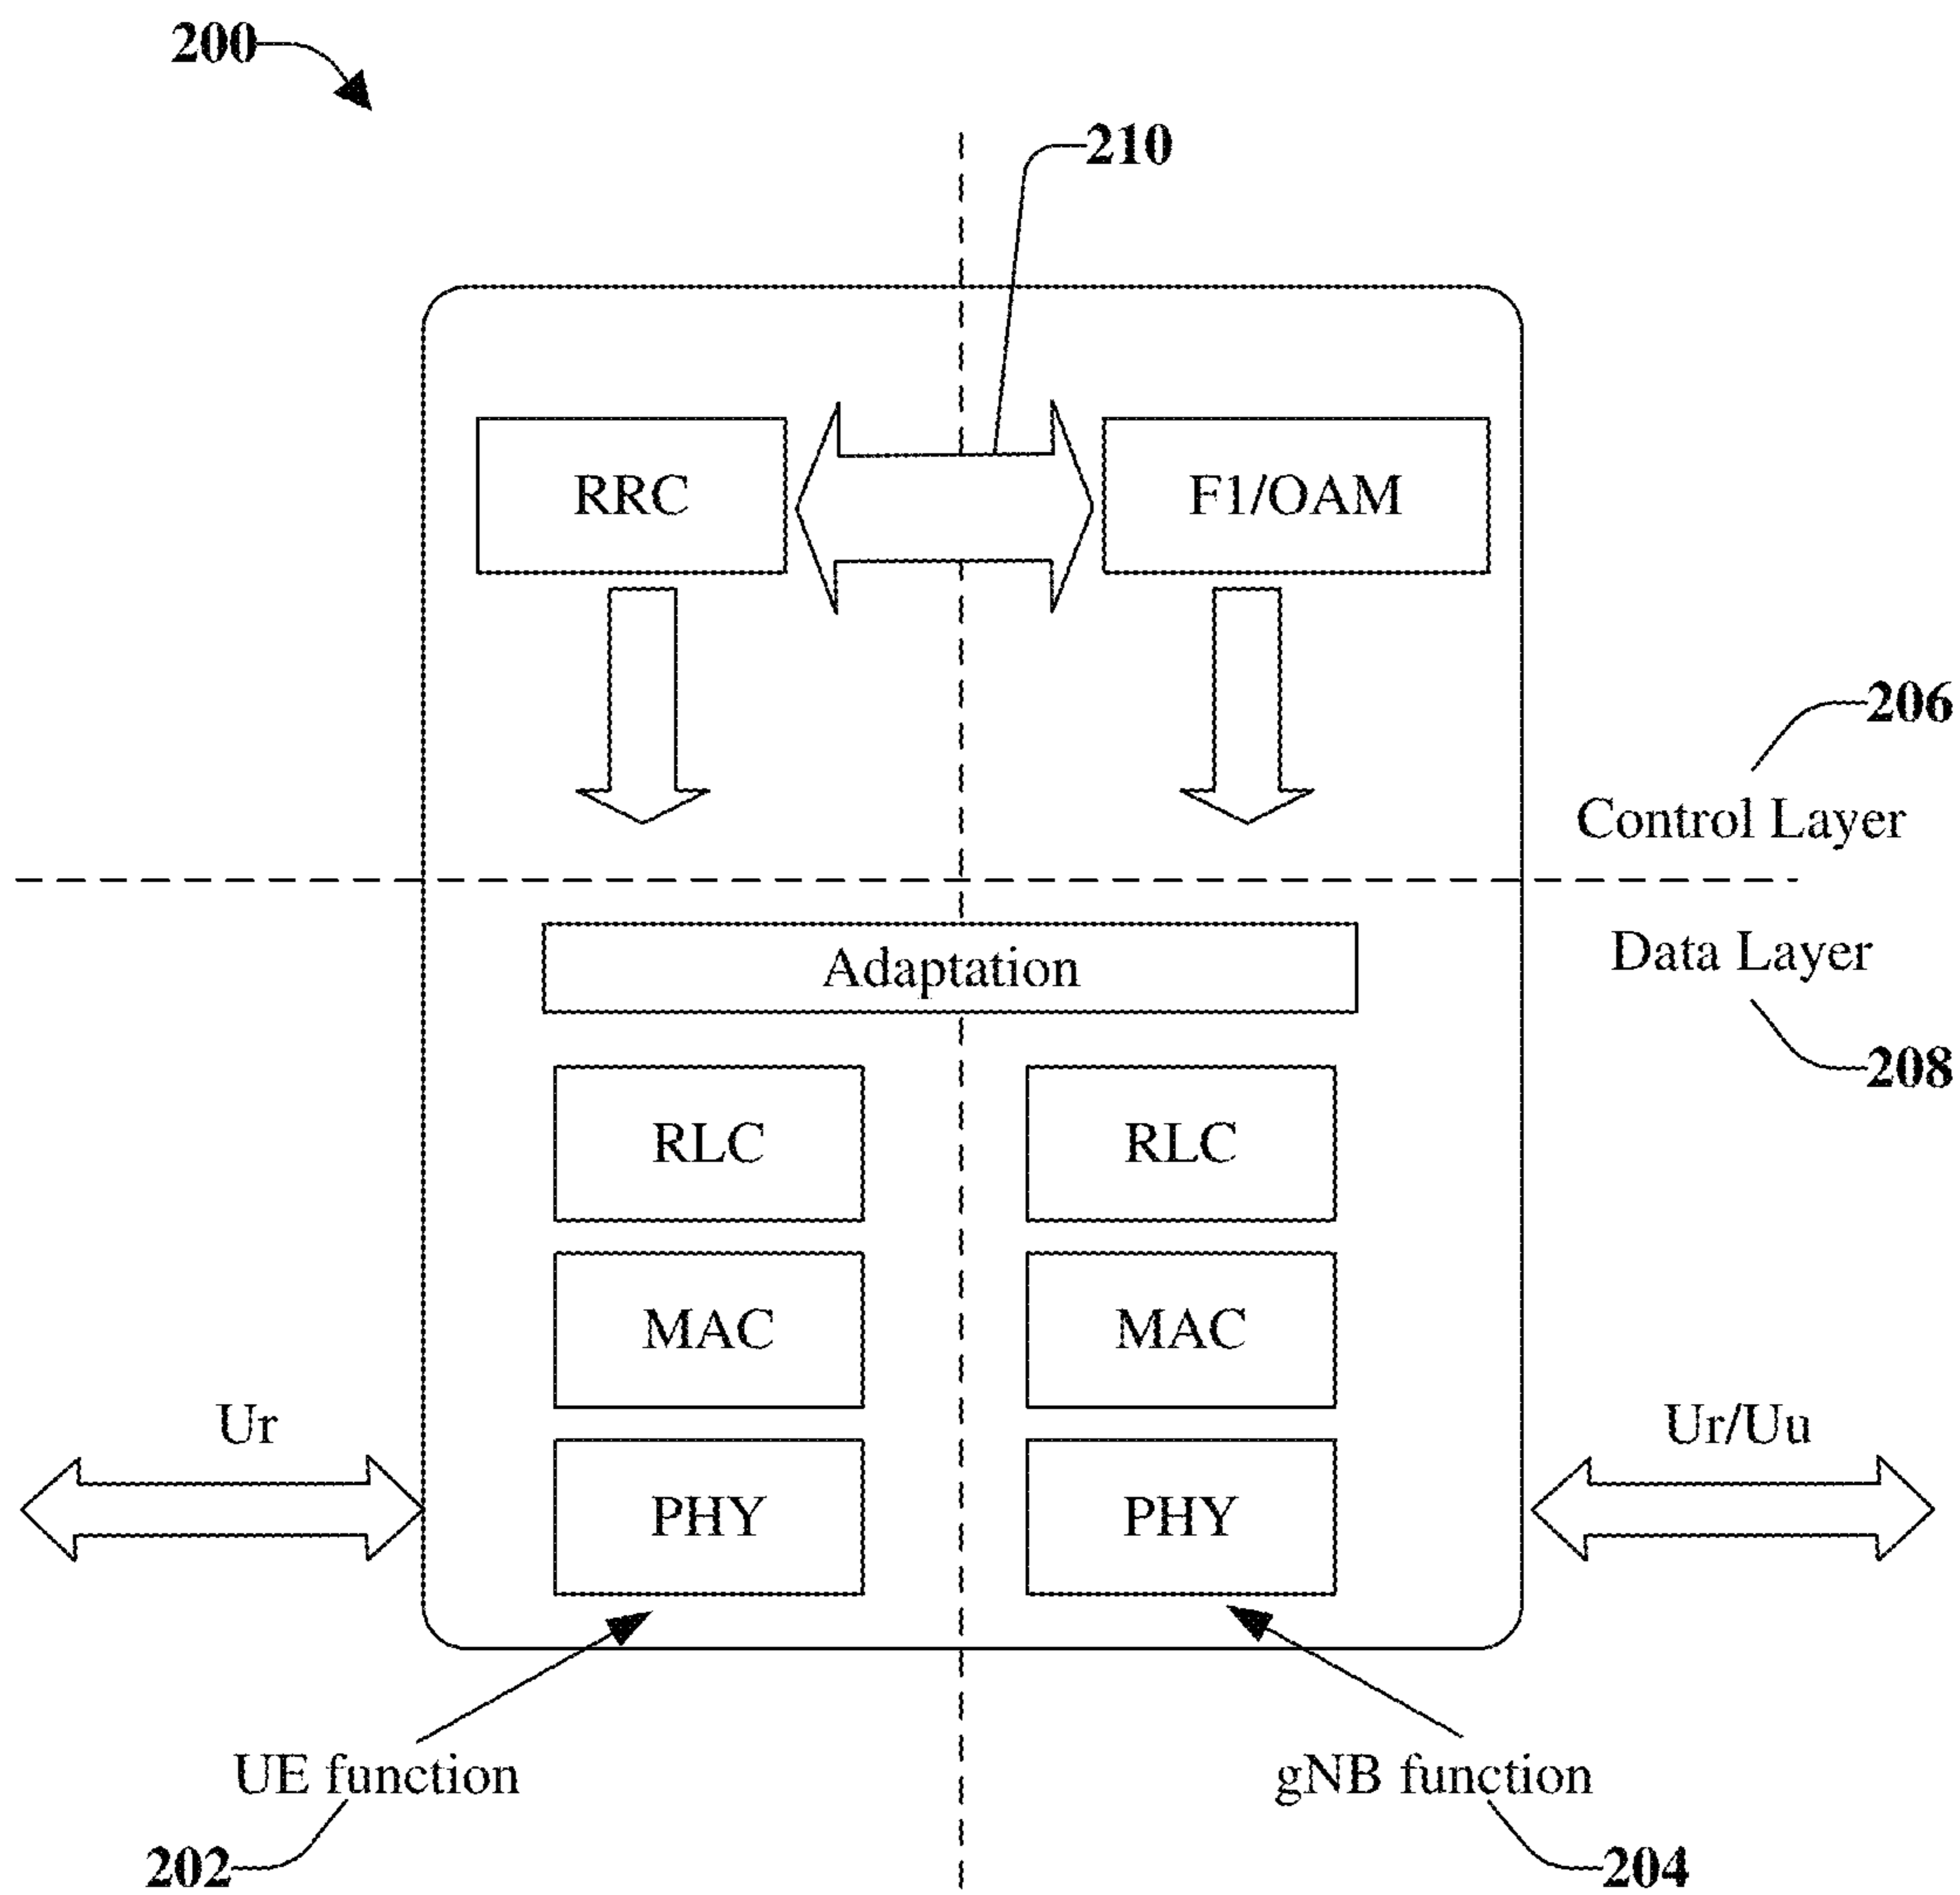 200
210
RRC
F1/OAM
206
Control Layer
Adaptation
Data Layer
208
RLC
RLC
MAC
MAC
Ur
Ur/Uu
PHY
PHY
UE function
gNB function
202
204